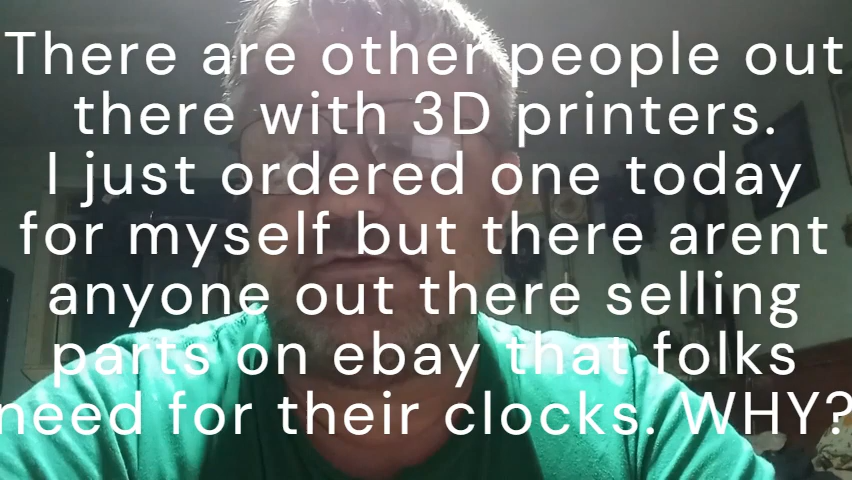 There are other people out
there with 3D printers.
I just ordered one today
for myself but there arent
anyone out there selling
parts on ebay that folks
need for their clocks. WHY?